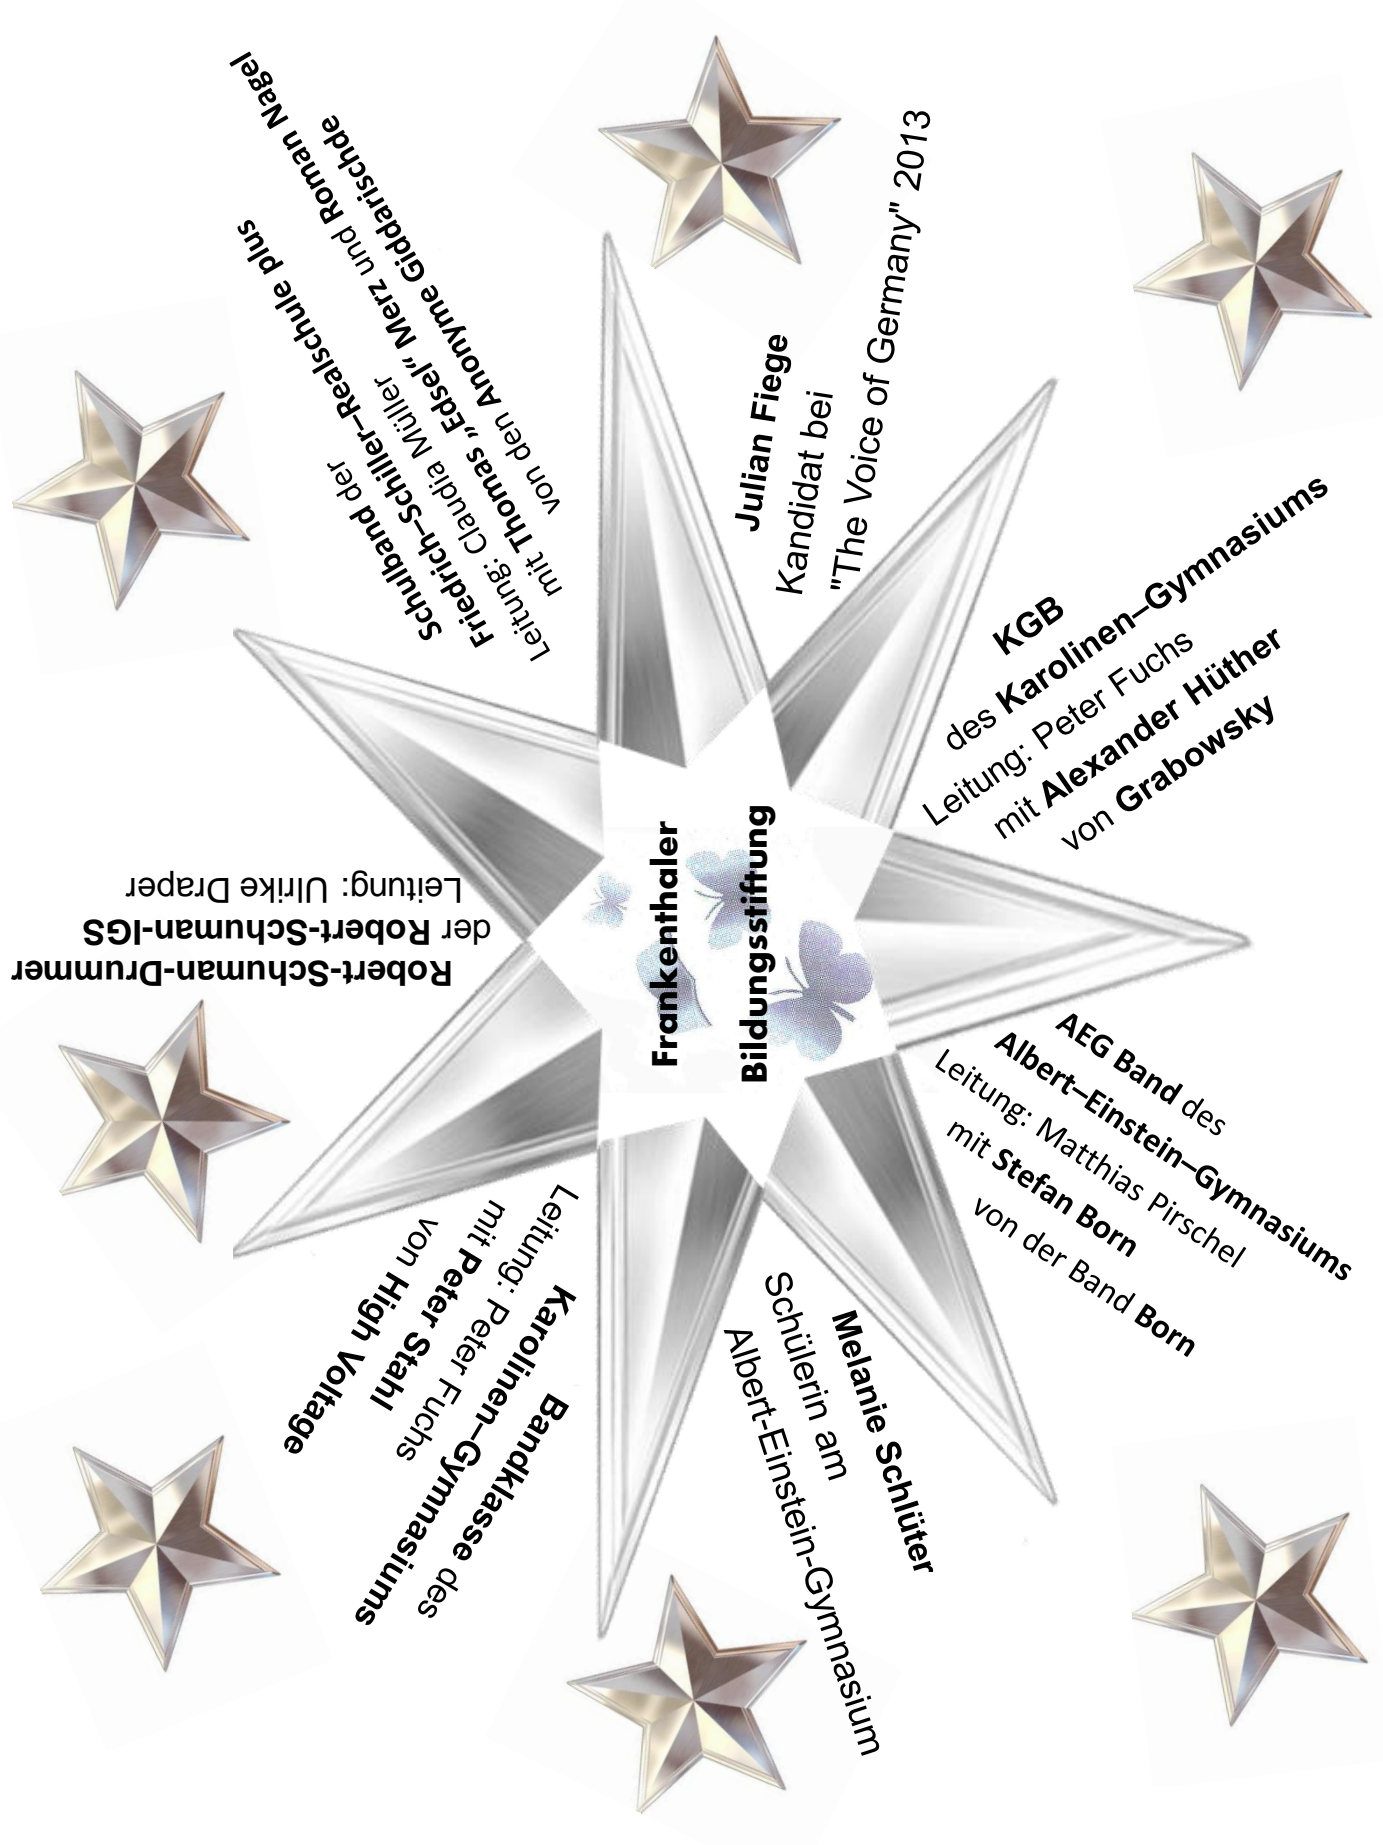 Frankenthaler
Bildungsstiftung
Schulband der
Friedrich–Schiller–Realschule plus
Leitung: Claudia Müller
mit Thomas „Edsel“ Merz und Roman Nagel
von den Anonyme Giddarischde
Julian Fiege
Kandidat bei
"The Voice of Germany" 2013
KGB
des Karolinen–Gymnasiums
Leitung: Peter Fuchs
mit Alexander Hüther
von Grabowsky
AEG Band des
Albert–Einstein–Gymnasiums
Leitung: Matthias Pirschel
mit Stefan Born
von der Band Born
Melanie Schlüter
Schülerin am
Albert-Einstein-Gymnasium
Bandklasse des
Karolinen–Gymnasiums
Leitung: Peter Fuchs
mit Peter Stahl
von High Voltage
Robert-Schuman-Drummer
der Robert-Schuman-IGS
Leitung: Ulrike Draper